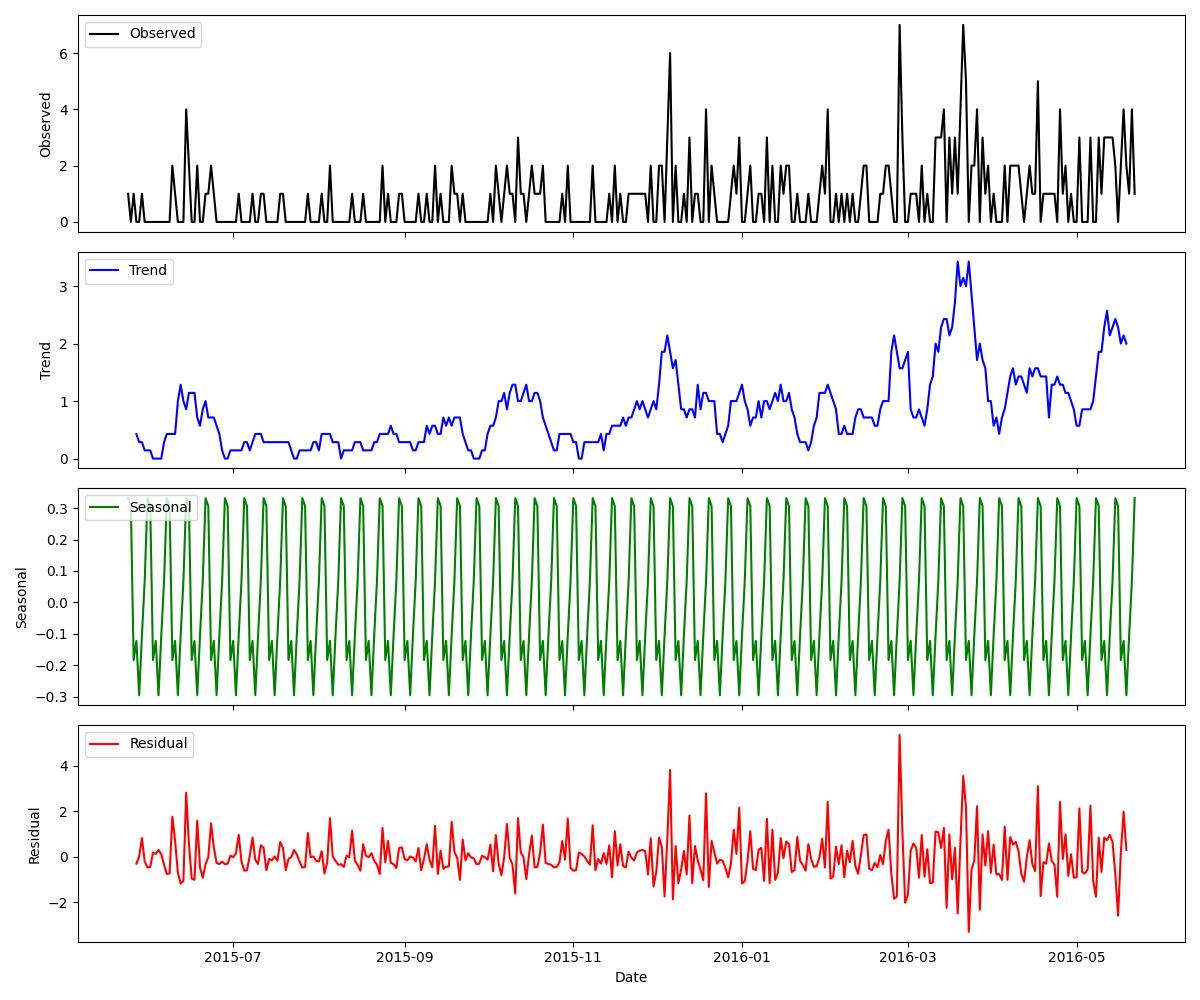 Observed
Observed
6
4
2
0
Trend
Trend
3
2
1
0
Seasonal
Seasonal
0.3
0.2
0.1
0.0
−0.1
−0.2
−0.3
Residual
Residual
4
2
0
−2
2015-07
2015-09
2015-11
2016-01
2016-03
2016-05
Date